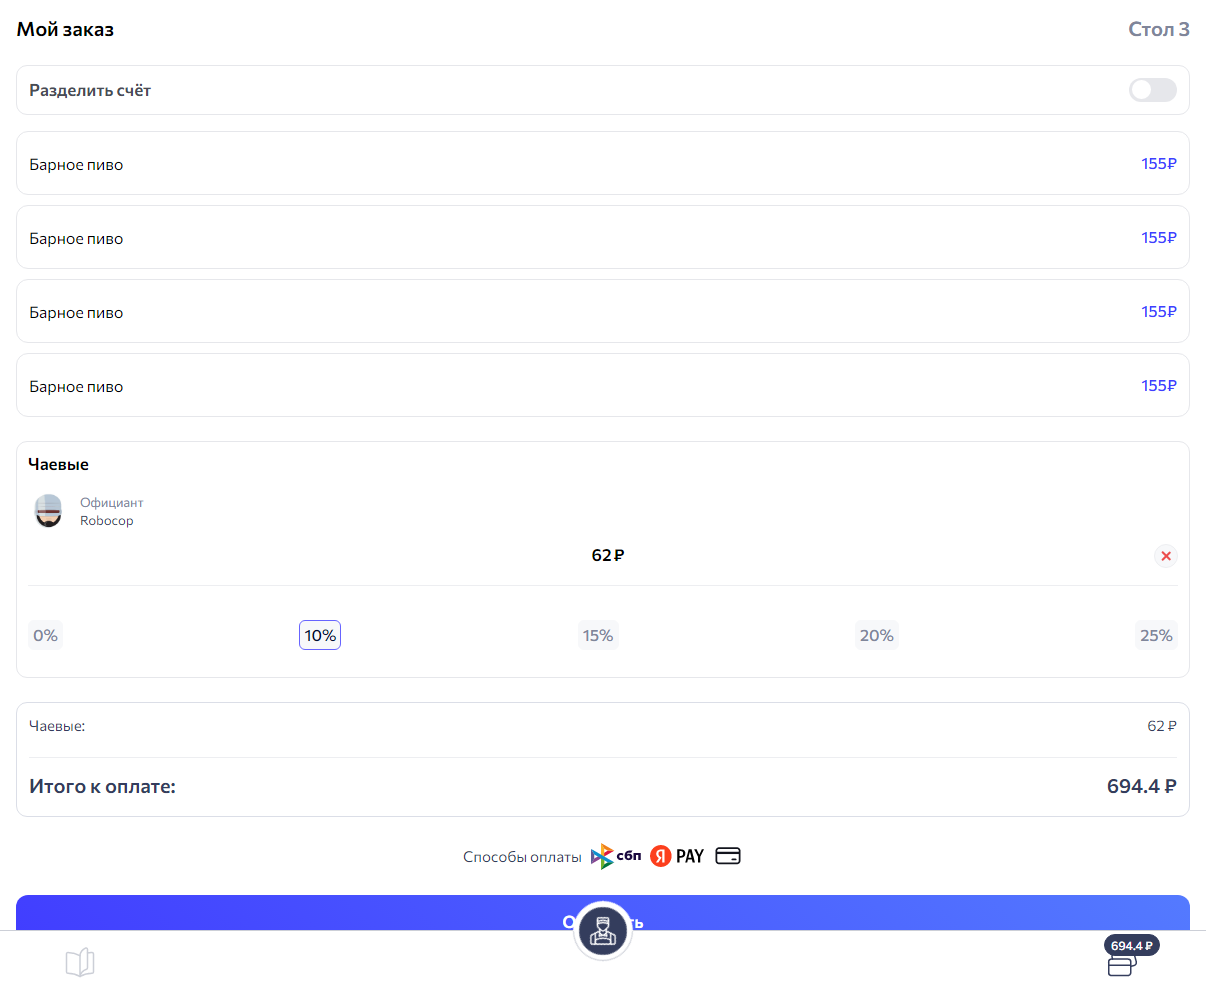 Мой заказ
Стол 3
Разделить счёт
Барное пиво 155₽
Барное пиво 155₽
Барное пиво 155₽
Барное пиво 155₽
Чаевые
Официант
Robocop
62 ₽
0% 10% 15% 20% 25%
Чаевые: 62 ₽
Итого к оплате: 694.4 ₽
Способы оплаты сбп Я PAY
694.4 ₽